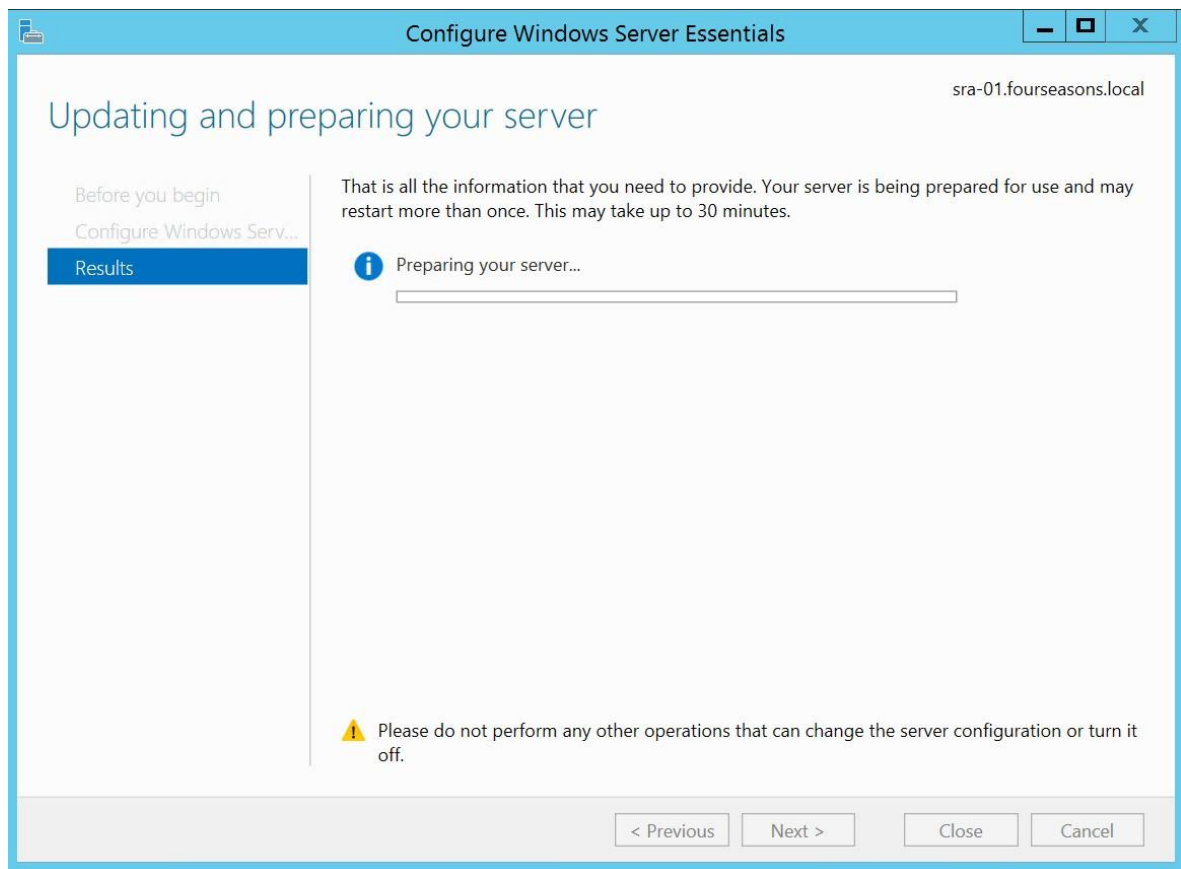 Configure Windows Server Essentials
sra-01.fourseasons.local
Updating and preparing your server
Before you begin
Configure Windows Serv...
Results
That is all the information that you need to provide. Your server is being prepared for use and may
restart more than once. This may take up to 30 minutes.
Preparing your server...
Please do not perform any other operations that can change the server configuration or turn it
off.
< Previous
Next >
Close
Cancel